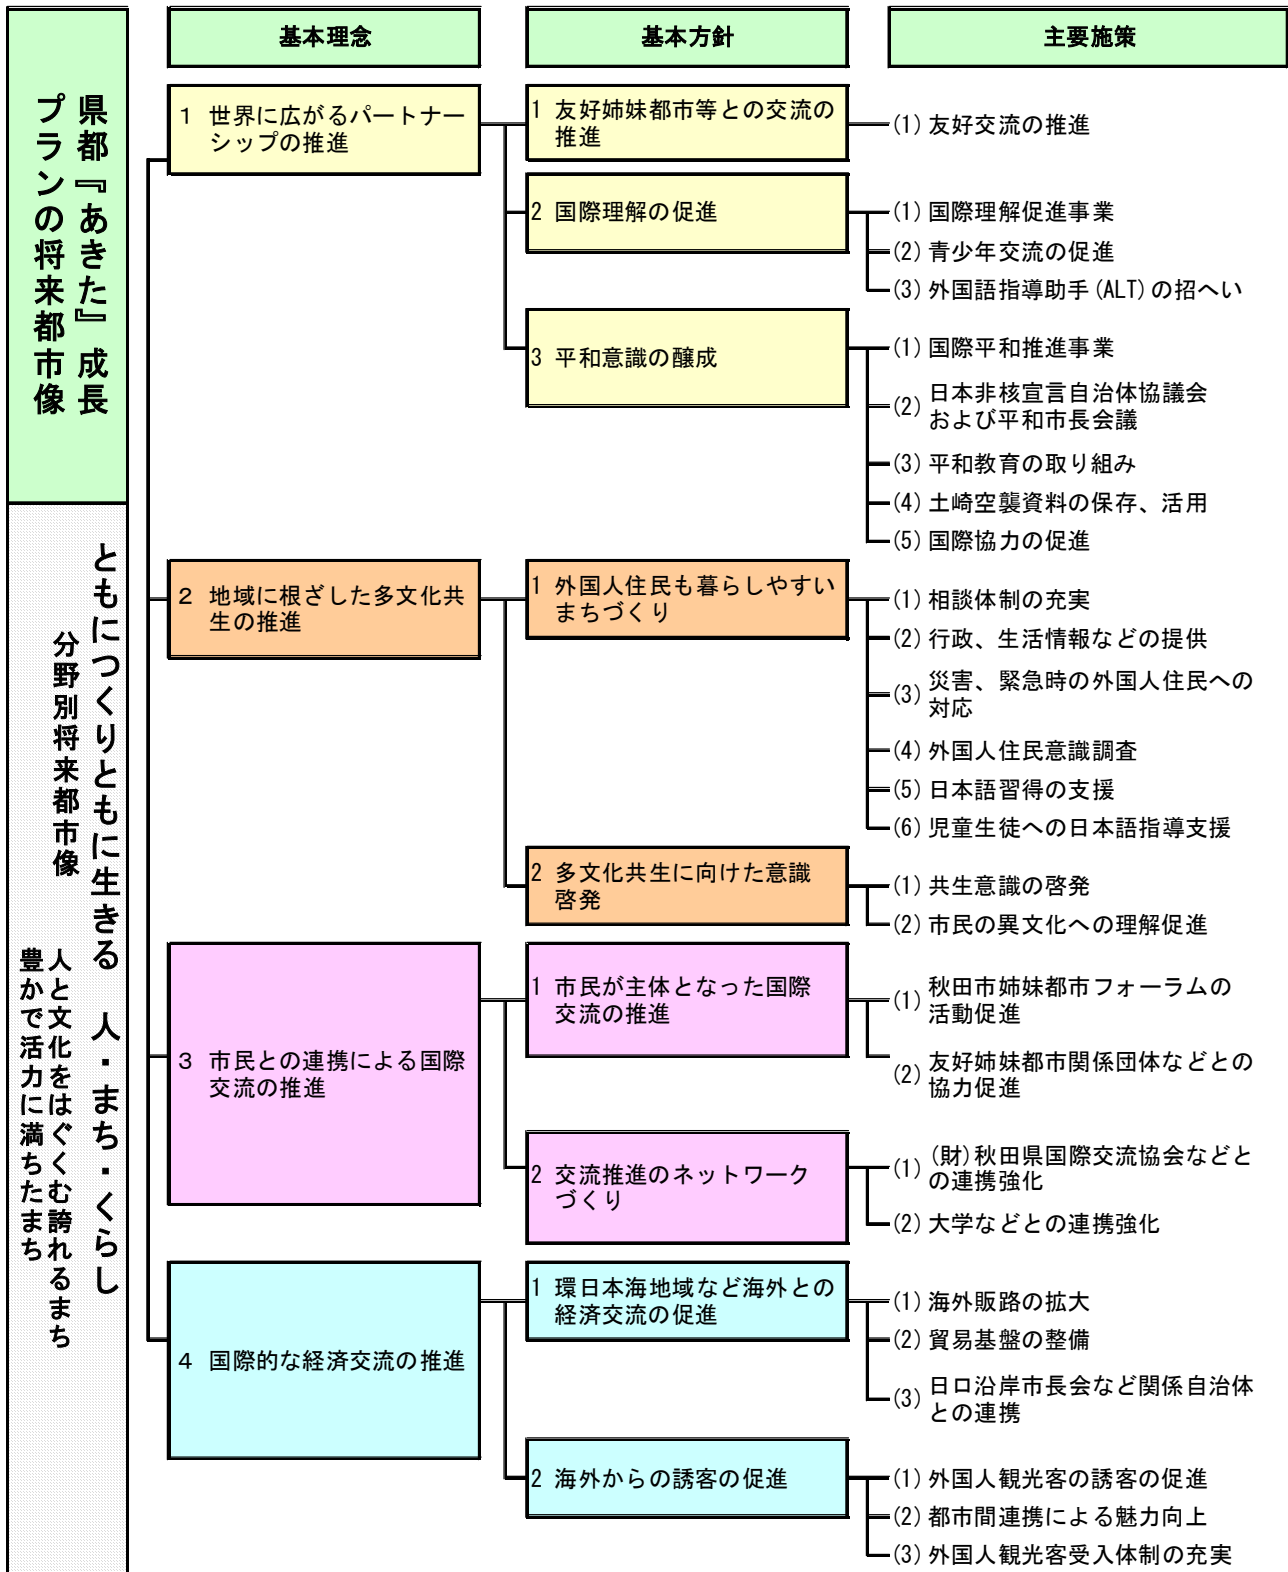 県都『あきた』成長
プランの将来都市像
ともにつくりともに生きる 人・まち・くらし
分野別将来都市像
人と文化をはぐくむ誇れるまち
豊かで活力に満ちたまち
基本理念
基本方針
主要施策
1 世界に広がるパートナー
シップの推進
1 友好姉妹都市等との交流の
推進
(1) 友好交流の推進
2 国際理解の促進
(1) 国際理解促進事業
(2) 青少年交流の促進
(3) 外国語指導助手(ALT)の招へい
3 平和意識の醸成
(1) 国際平和推進事業
(2) 日本非核宣言自治体協議会
および平和市長会議
(3) 平和教育の取り組み
(4) 土崎空襲資料の保存、活用
(5) 国際協力の促進
2 地域に根ざした多文化共
生の推進
1 外国人住民も暮らしやすい
まちづくり
(1) 相談体制の充実
(2) 行政、生活情報などの提供
(3) 災害、緊急時の外国人住民への
対応
(4) 外国人住民意識調査
(5) 日本語習得の支援
(6) 児童生徒への日本語指導支援
2 多文化共生に向けた意識
啓発
(1) 共生意識の啓発
(2) 市民の異文化への理解促進
3 市民との連携による国際
交流の推進
1 市民が主体となった国際
交流の推進
(1) 秋田市姉妹都市フォーラムの
活動促進
(2) 友好姉妹都市関係団体などとの
協力促進
2 交流推進のネットワーク
づくり
(1) (財)秋田県国際交流協会などと
の連携強化
(2) 大学などとの連携強化
4 国際的な経済交流の推進
1 環日本海地域など海外との
経済交流の促進
(1) 海外販路の拡大
(2) 貿易基盤の整備
(3) 日ロ沿岸市長会など関係自治体
との連携
2 海外からの誘客の促進
(1) 外国人観光客の誘客の促進
(2) 都市間連携による魅力向上
(3) 外国人観光客受入体制の充実